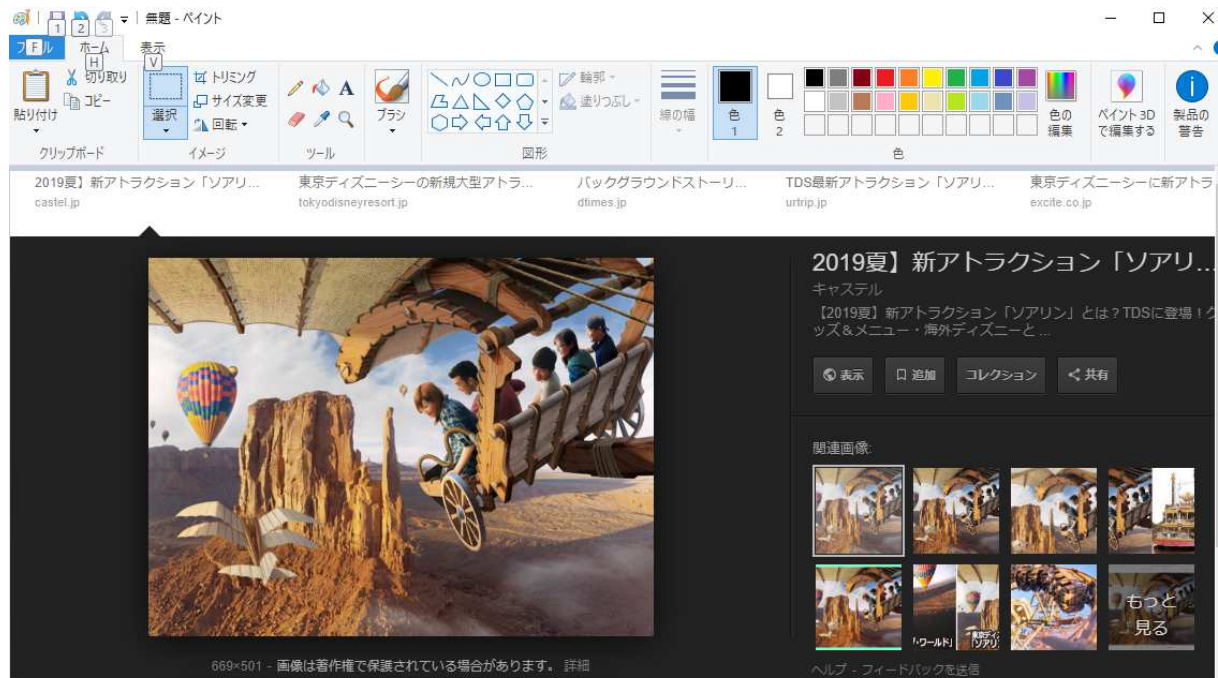 無題 - ペイント
1 2 3
ファイル ホーム 表示
F H V
貼り付け
切り取り
コピー
クリップボード
選択
トリミング
サイズ変更
回転
イメージ
A
ツール
ブラシ
図形
輪郭
塗りつぶし
線の幅
色
1
色
2
色の
編集
色
ペイント 3D
で編集する
製品の
警告
2019夏】新アトラクション「ソアリ...
castel.jp
東京ディズニーシーの新規大型アトラ...
tokyodisneyresort.jp
バックグラウンドストーリ...
dtimes.jp
TDS最新アトラクション「ソアリ...
urtrip.jp
東京ディズニーシーに新アトラ
excite.co.jp
2019夏】新アトラクション「ソアリ...
キャステル
【2019夏】新アトラクション「ソアリン」とは？TDSに登場！グ
ッズ＆メニュー・海外ディズニーと ...
表示
追加
コレクション
共有
関連画像:
もっと
見る
669×501 - 画像は著作権で保護されている場合があります。 詳細
ヘルプ - フィードバックを送信